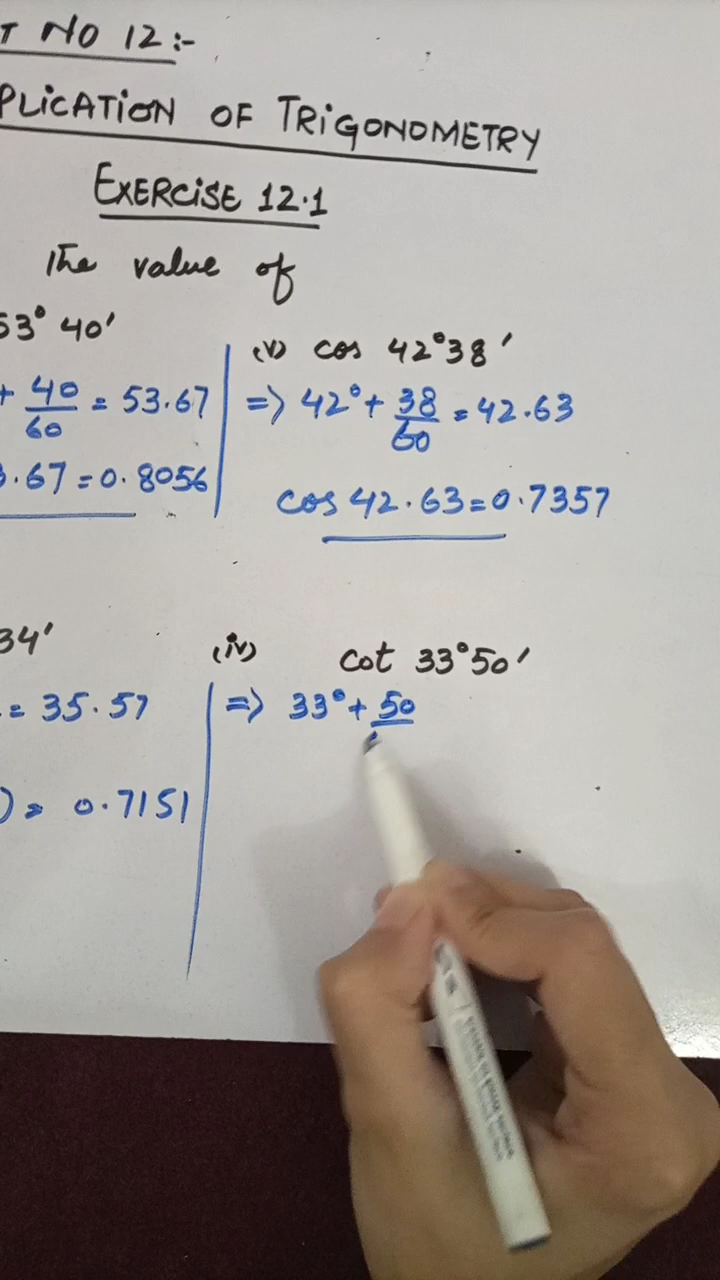 T NO 12:-
PLICATION OF TRIGONOMETRY
EXERCISE 12.1
The value of
53° 40'
+ 40/60 = 53.67
3.67 = 0.8056
(v) cos 42°38'
=> 42° + 38/60 = 42.63
cos 42.63 = 0.7357
34'
= 35.57
) = 0.7151
(iv) cot 33°50'
=> 33° + 50